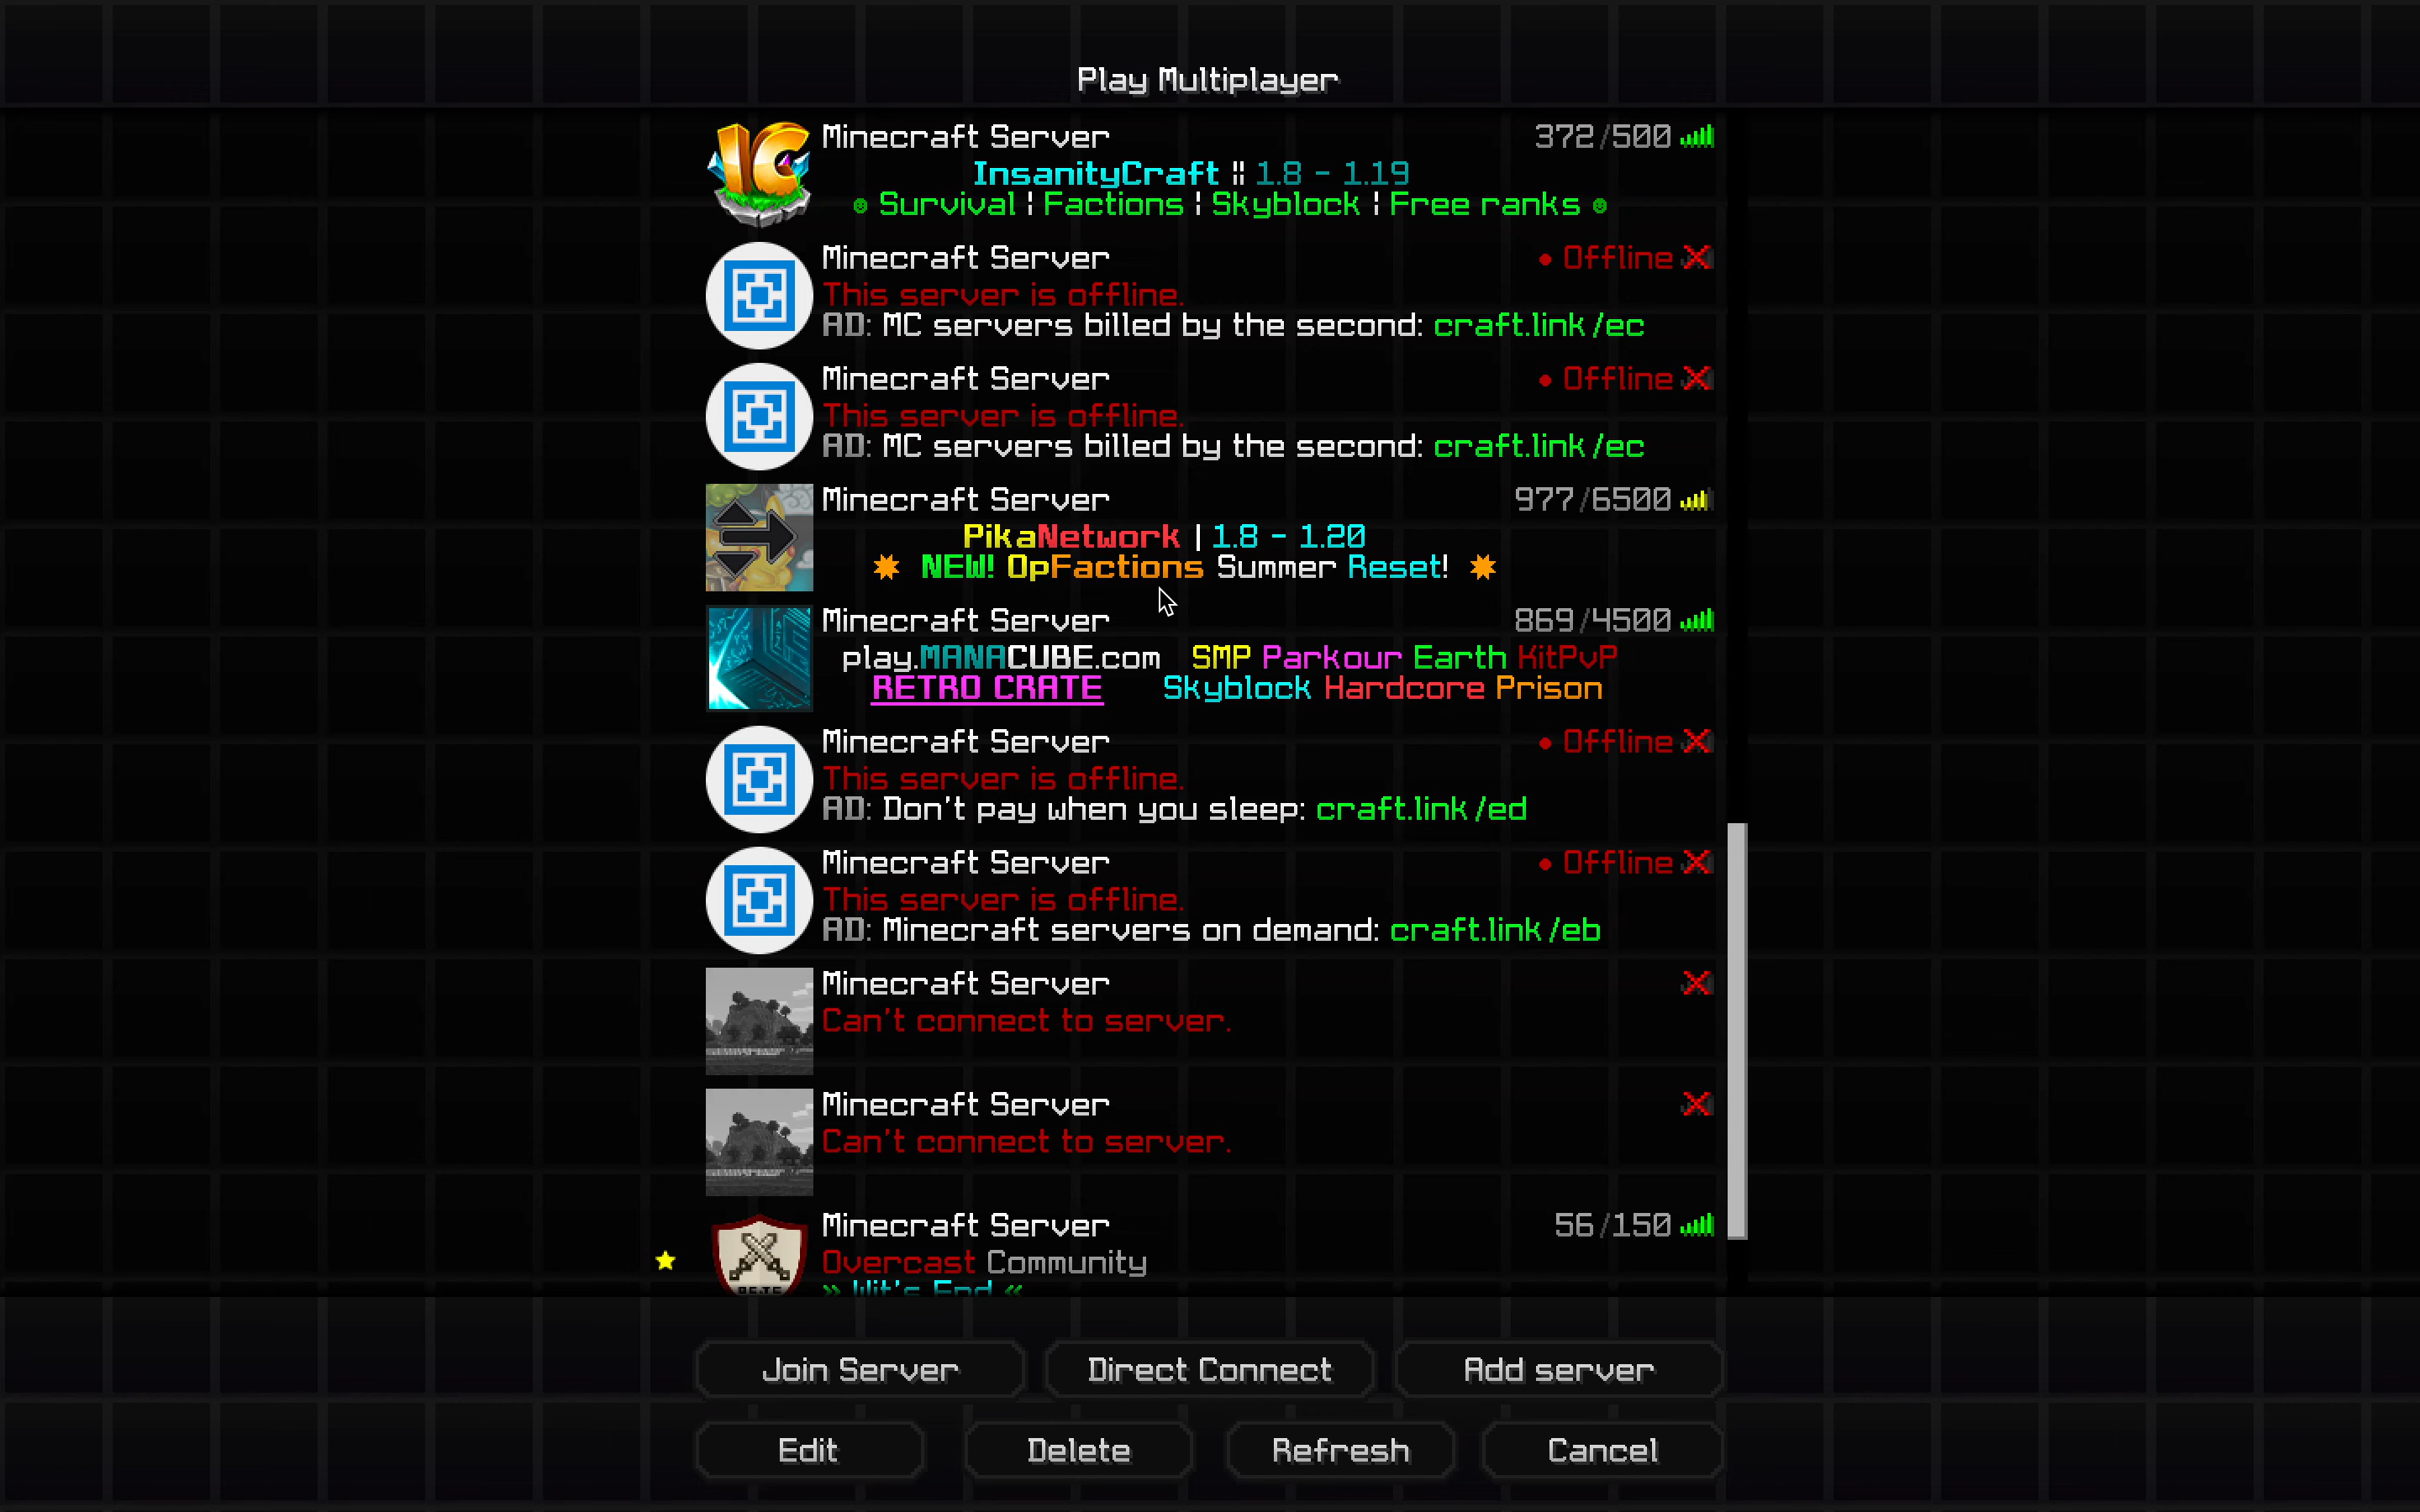 Play Multiplayer
IC
Minecraft Server 372/500
InsanityCraft || 1.8 - 1.19
Survival | Factions | Skyblock | Free ranks
Minecraft Server • Offline
This server is offline.
AD: MC servers billed by the second: craft.link/ec
Minecraft Server • Offline
This server is offline.
AD: MC servers billed by the second: craft.link/ec
Minecraft Server 977/6500
PikaNetwork | 1.8 - 1.20
NEW! OpFactions Summer Reset!
Minecraft Server 869/4500
play.MANACUBE.com SMP Parkour Earth KitPvP
RETRO CRATE Skyblock Hardcore Prison
Minecraft Server • Offline
This server is offline.
AD: Don't pay when you sleep: craft.link/ed
Minecraft Server • Offline
This server is offline.
AD: Minecraft servers on demand: craft.link/eb
Minecraft Server
Can't connect to server.
Minecraft Server
Can't connect to server.
Minecraft Server 56/150
Overcast Community
» Wit's End «
Join Server Direct Connect Add server
Edit Delete Refresh Cancel